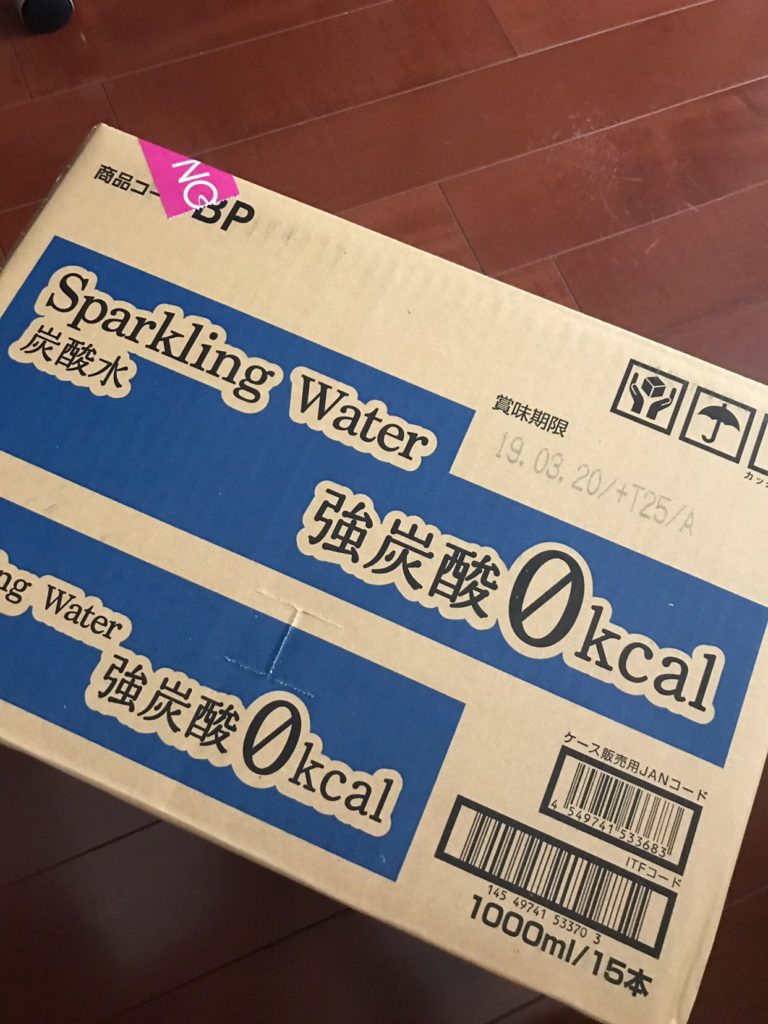 商品コー
NO
BP
Sparkling Water
炭酸水
賞味期限
19.03.20/+T25/A
カッ
強炭酸0kcal
ng Water
強炭酸0kcal
ケース販売用JANコード
4 549741 533683
ITFコード
145 49741 53370 3
1000ml/15本